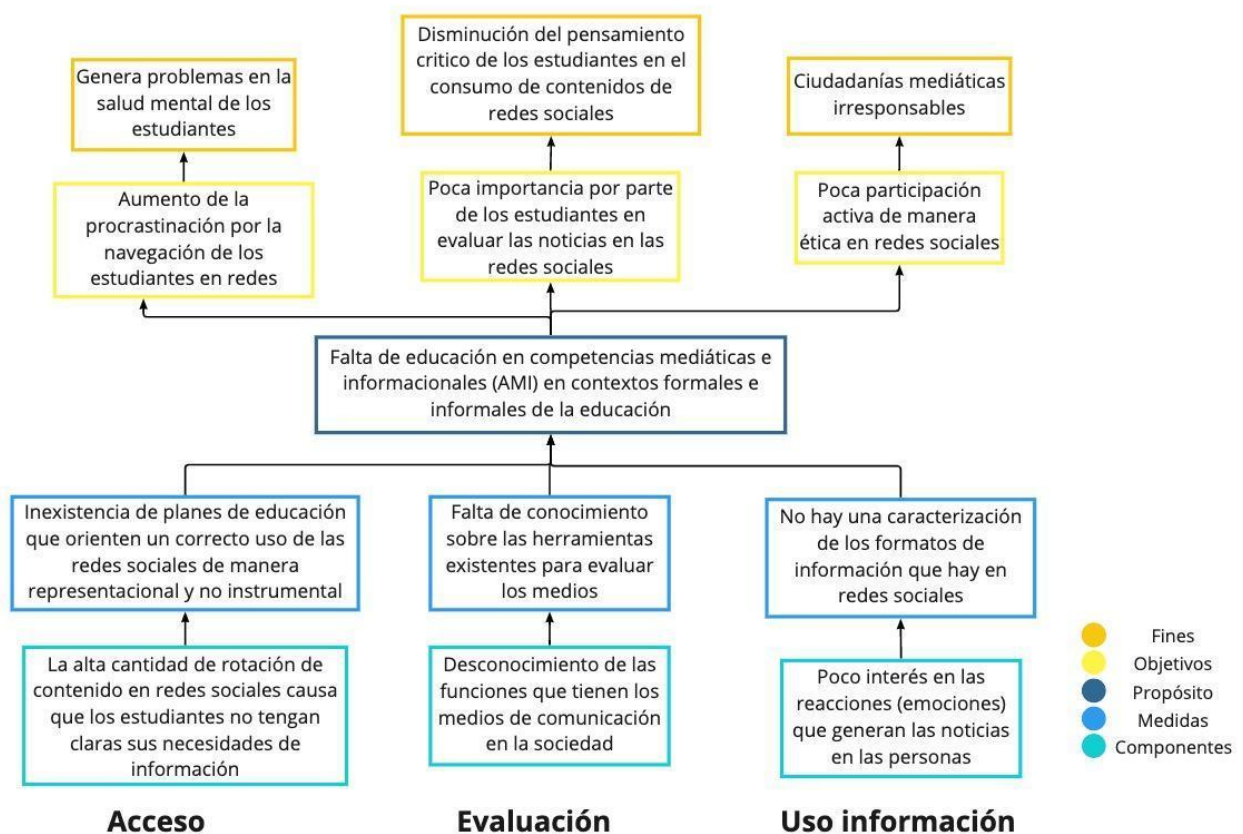 Genera problemas en la
salud mental de los
estudiantes
Disminución del pensamiento
critico de los estudiantes en el
consumo de contenidos de
redes sociales
Ciudadanías mediáticas
irresponsables
Aumento de la
procrastinación por la
navegación de los
estudiantes en redes
Poca importancia por parte
de los estudiantes en
evaluar las noticias en las
redes sociales
Poca participación
activa de manera
ética en redes sociales
Falta de educación en competencias mediáticas e
informacionales (AMI) en contextos formales e
informales de la educación
Inexistencia de planes de educación
que orienten un correcto uso de las
redes sociales de manera
representacional y no instrumental
Falta de conocimiento
sobre las herramientas
existentes para evaluar
los medios
No hay una caracterización
de los formatos de
información que hay en
redes sociales
La alta cantidad de rotación de
contenido en redes sociales causa
que los estudiantes no tengan
claras sus necesidades de
información
Desconocimiento de las
funciones que tienen los
medios de comunicación
en la sociedad
Poco interés en las
reacciones (emociones)
que generan las noticias
en las personas
Fines
Objetivos
Propósito
Medidas
Componentes
Acceso
Evaluación
Uso información